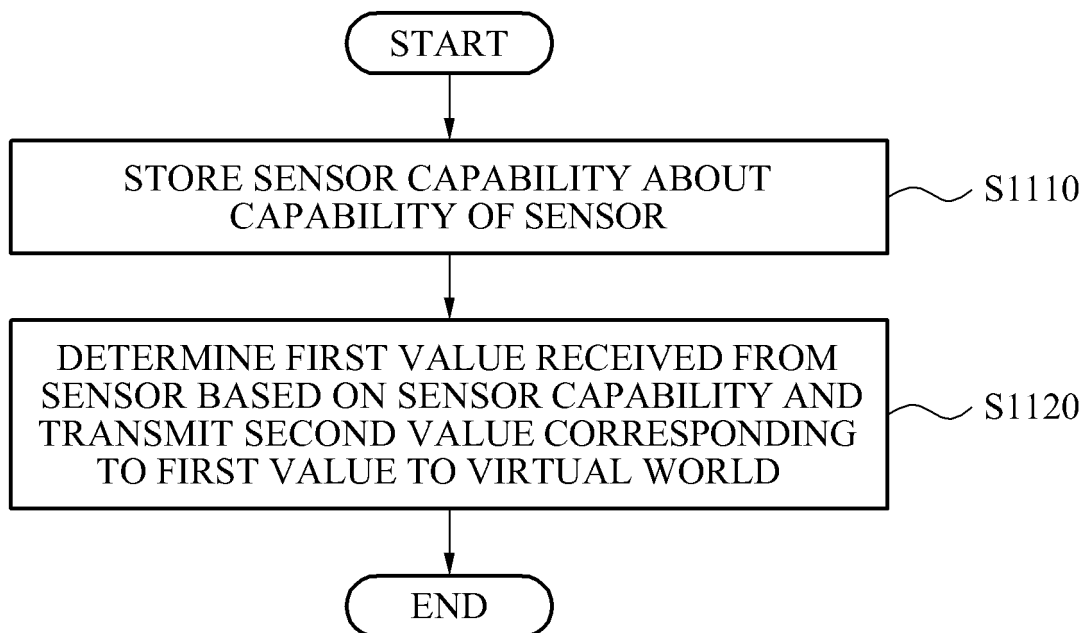 START
STORE SENSOR CAPABILITY ABOUT
CAPABILITY OF SENSOR
S1110
DETERMINE FIRST VALUE RECEIVED FROM
SENSOR BASED ON SENSOR CAPABILITY AND
TRANSMIT SECOND VALUE CORRESPONDING
TO FIRST VALUE TO VIRTUAL WORLD
S1120
END